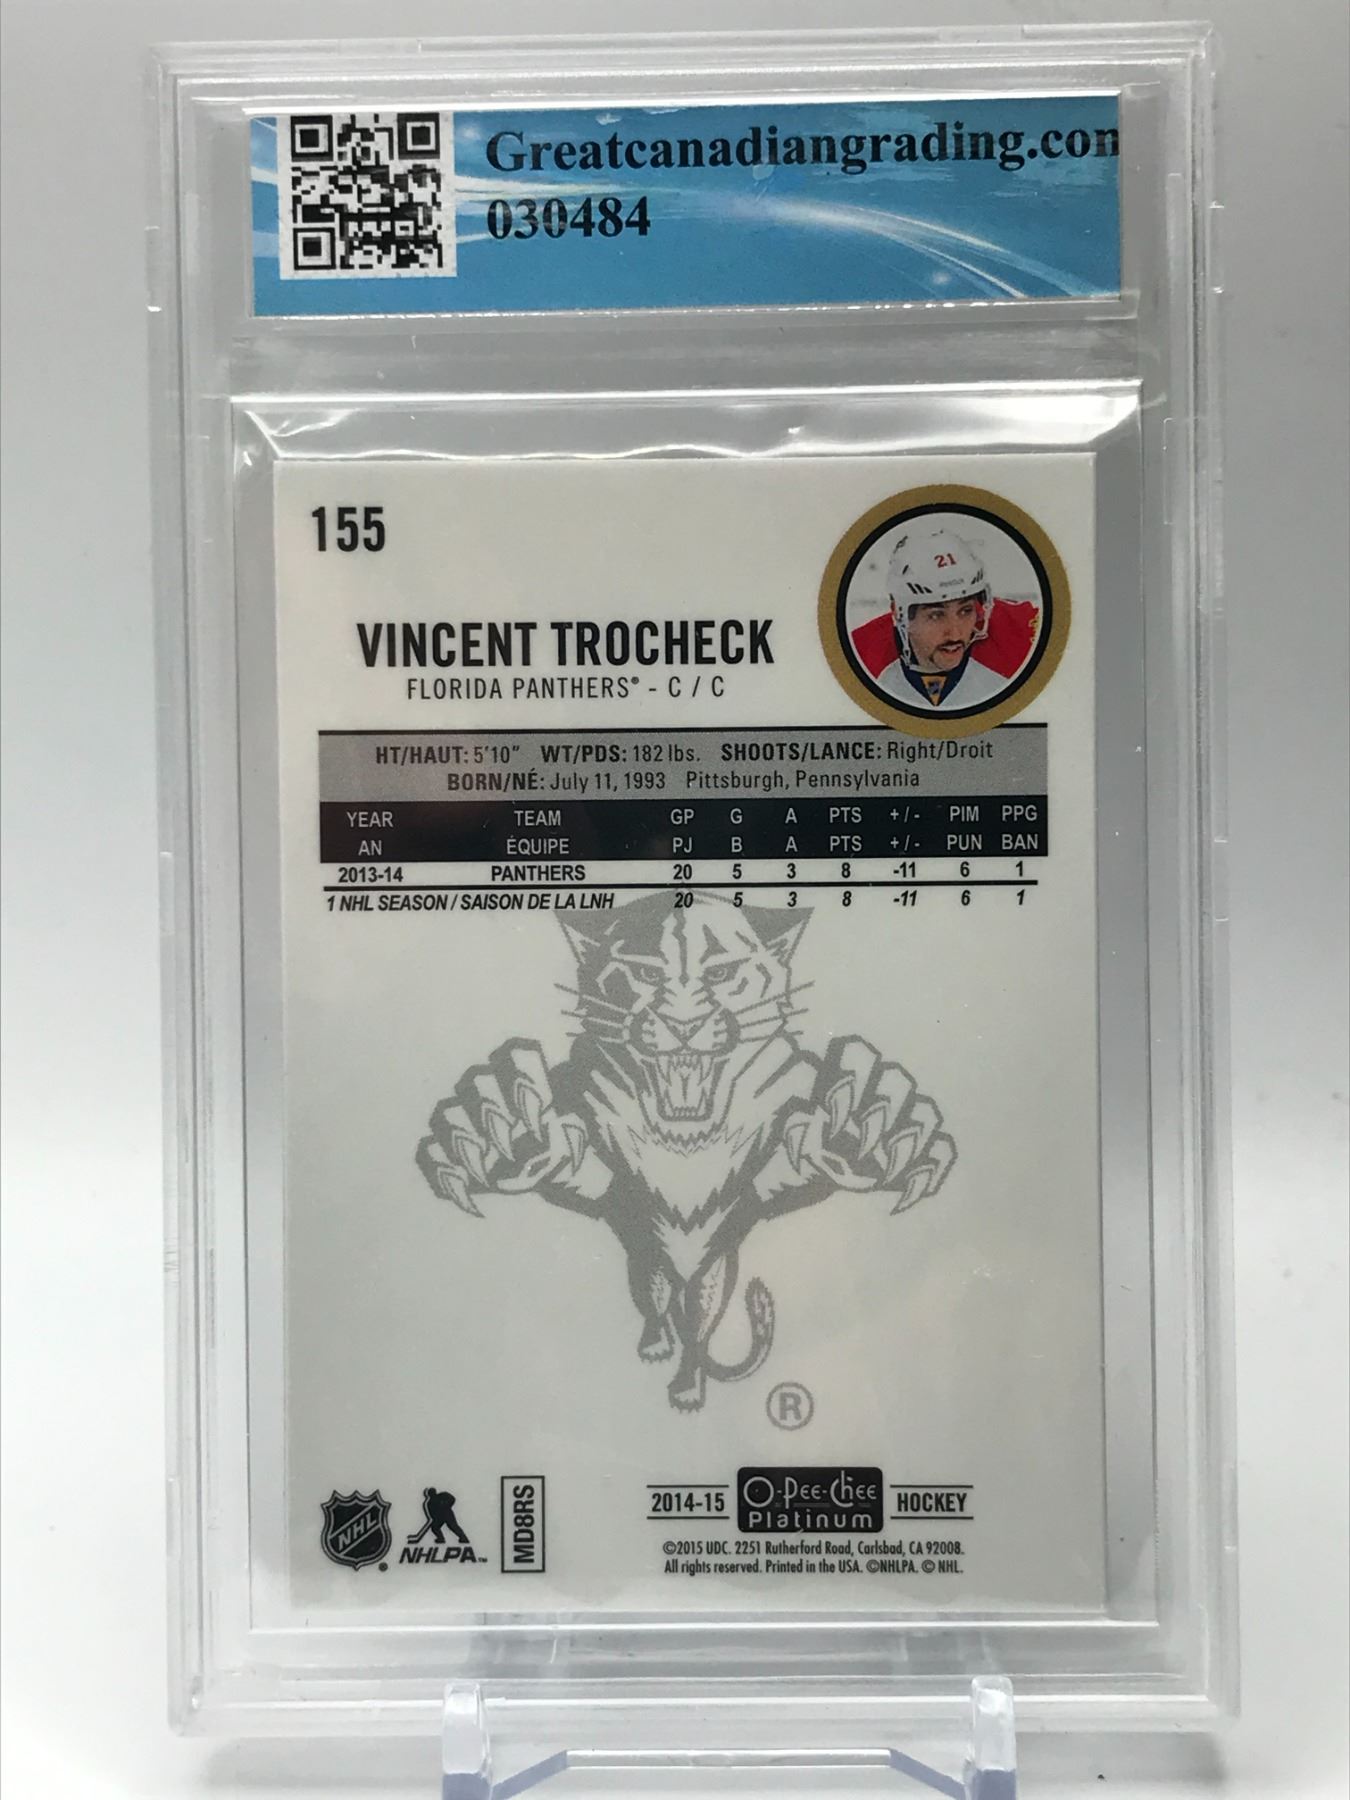 Greatcanadiangrading.com
030484
155
21
VINCENT TROCHECK
FLORIDA PANTHERS® - C / C
HT/HAUT: 5'10" WT/PDS: 182 lbs. SHOOTS/LANCE: Right/Droit
BORN/NÉ: July 11, 1993 Pittsburgh, Pennsylvania
YEAR TEAM GP G A PTS +/- PIM PPG
AN ÉQUIPE PJ B A PTS +/- PUN BAN
2013-14 PANTHERS 20 5 3 8 -11 6 1
1 NHL SEASON / SAISON DE LA LNH 20 5 3 8 -11 6 1
®
NHL
NHLPA™
MD8RS
2014-15 O-Pee-Chee Platinum HOCKEY
©2015 UDC. 2251 Rutherford Road, Carlsbad, CA 92008.
All rights reserved. Printed in the USA. ©NHLPA. © NHL.